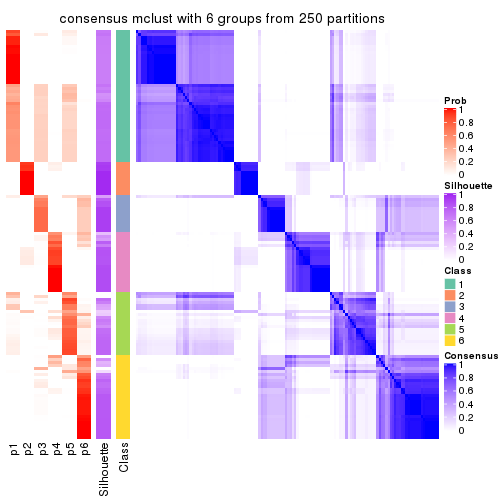 consensus mclust with 6 groups from 250 partitions
Prob
1
0.8
0.6
0.4
0.2
0
Silhouette
1
0.8
0.6
0.4
0.2
0
Class
1
2
3
4
5
6
Consensus
1
0.8
0.6
0.4
0.2
0
p1
p2
p3
p4
p5
p6
Silhouette
Class